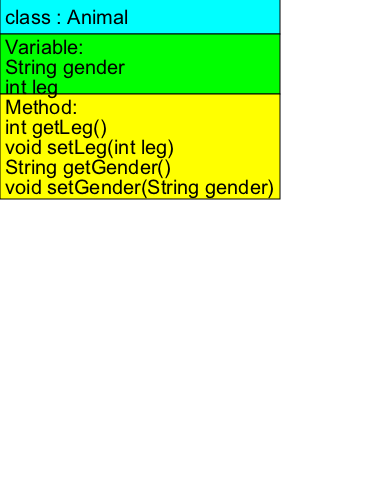 class : Animal
Variable:
String gender
int leg
Method:
int getLeg()
void setLeg(int leg)
String getGender()
void setGender(String gender)